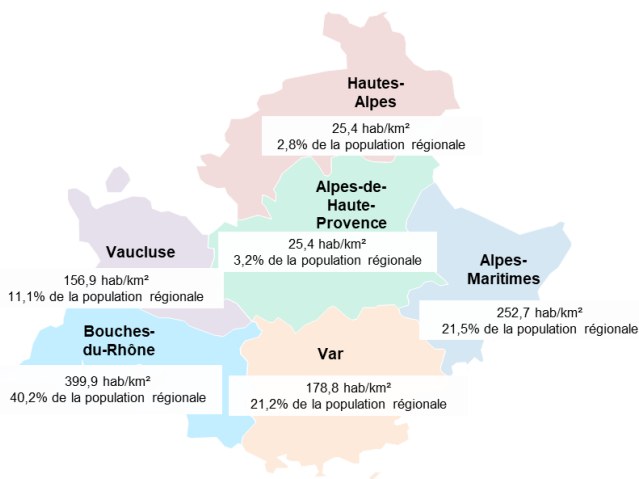 Hautes-
Alpes
25,4 hab/km²
2,8% de la population régionale
Alpes-de-
Haute-
Provence
25,4 hab/km²
3,2% de la population régionale
Vaucluse
156,9 hab/km²
11,1% de la population régionale
Alpes-
Maritimes
252,7 hab/km²
21,5% de la population régionale
Bouches-
du-Rhône
399,9 hab/km²
40,2% de la population régionale
Var
178,8 hab/km²
21,2% de la population régionale